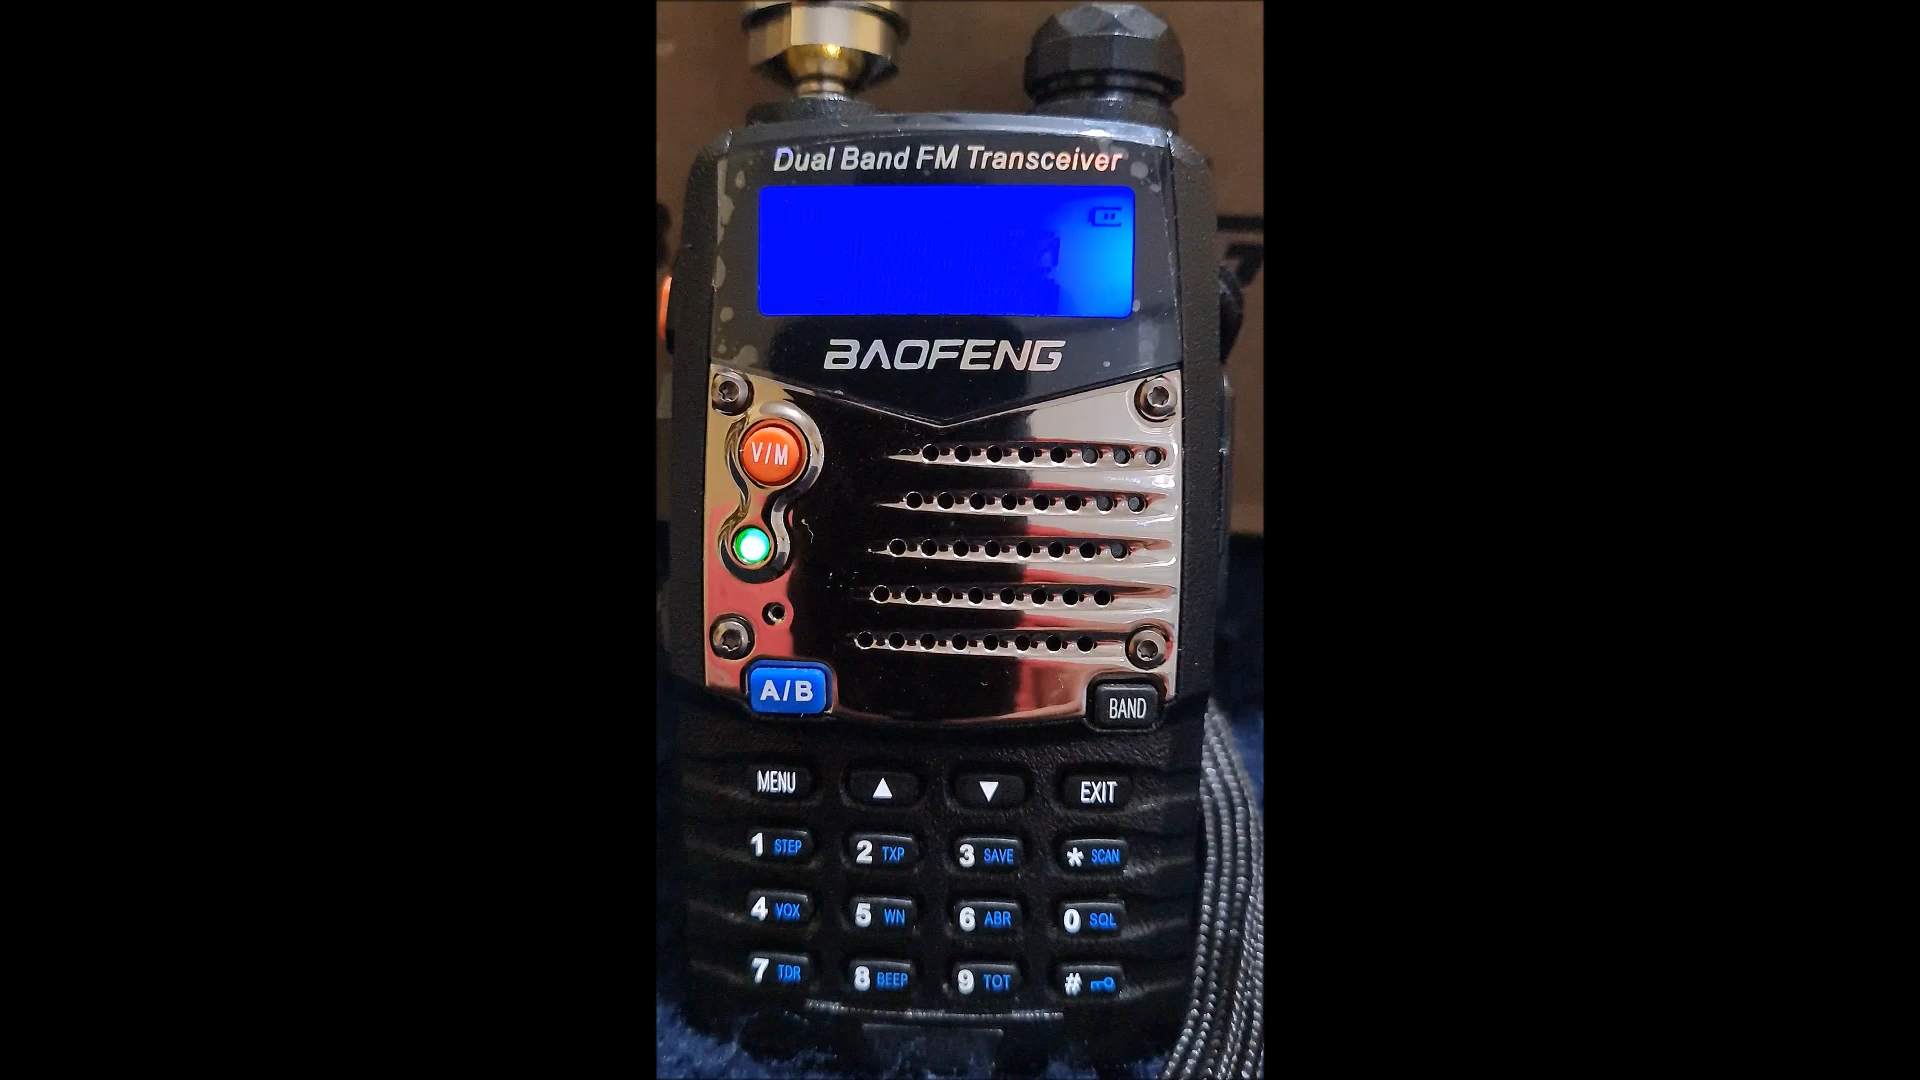 Dual Band FM Transceiver
BAOFENG
V/M
A/B
BAND
MENU ▲ ▼ EXIT
1 STEP 2 TXP 3 SAVE * SCAN
4 VOX 5 WN 6 ABR 0 SQL
7 TDR 8 BEEP 9 TOT #